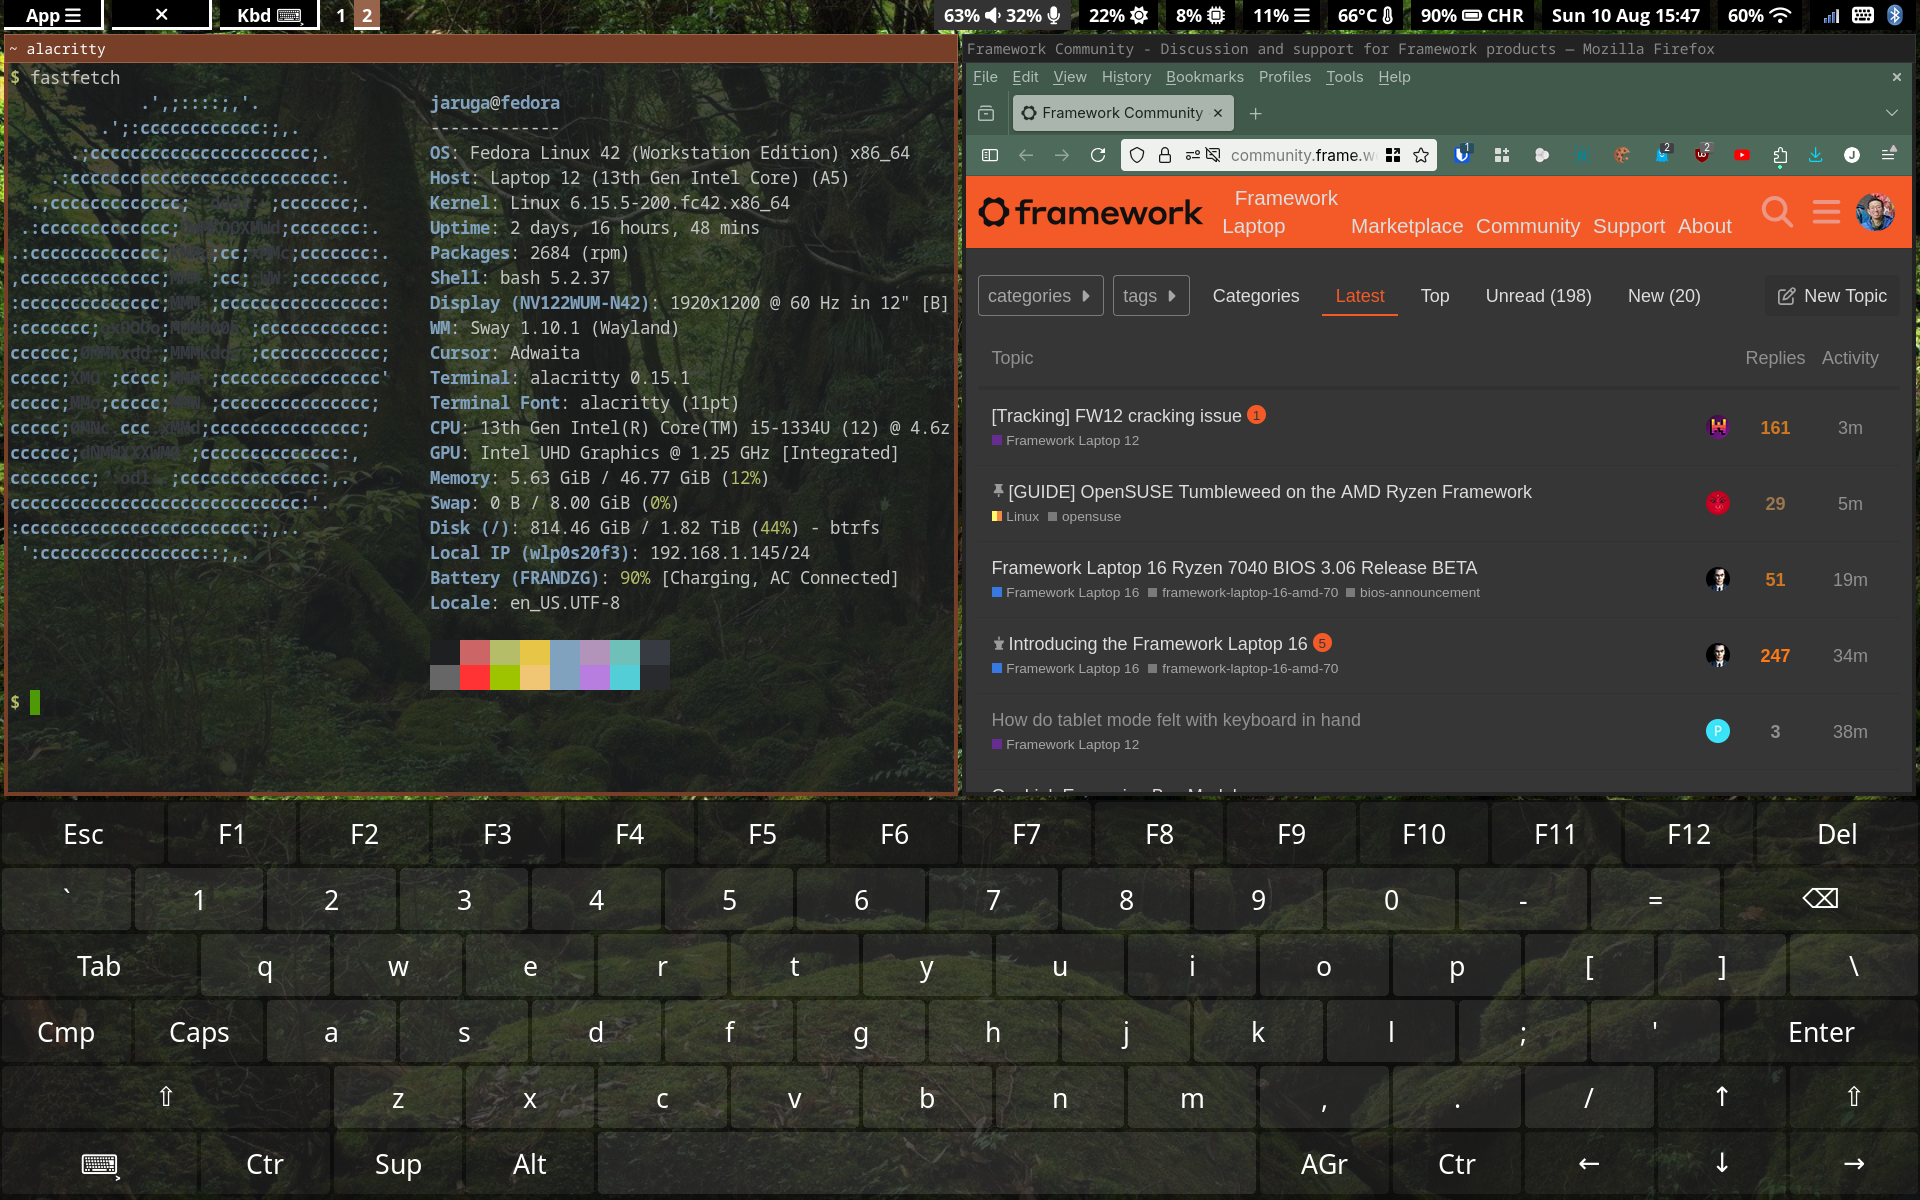 App ☰ ✕ Kbd ⌨ 1 2 63% 32% 22% 8% 11% 66°C 90% CHR Sun 10 Aug 15:47 60%
~ alacritty
$ fastfetch
jaruga@fedora
-------------
OS: Fedora Linux 42 (Workstation Edition) x86_64
Host: Laptop 12 (13th Gen Intel Core) (A5)
Kernel: Linux 6.15.5-200.fc42.x86_64
Uptime: 2 days, 16 hours, 48 mins
Packages: 2684 (rpm)
Shell: bash 5.2.37
Display (NV122WUM-N42): 1920x1200 @ 60 Hz in 12" [B]
WM: Sway 1.10.1 (Wayland)
Cursor: Adwaita
Terminal: alacritty 0.15.1
Terminal Font: alacritty (11pt)
CPU: 13th Gen Intel(R) Core(TM) i5-1334U (12) @ 4.6z
GPU: Intel UHD Graphics @ 1.25 GHz [Integrated]
Memory: 5.63 GiB / 46.77 GiB (12%)
Swap: 0 B / 8.00 GiB (0%)
Disk (/): 814.46 GiB / 1.82 TiB (44%) - btrfs
Local IP (wlp0s20f3): 192.168.1.145/24
Battery (FRANDZG): 90% [Charging, AC Connected]
Locale: en_US.UTF-8
$
Framework Community - Discussion and support for Framework products — Mozilla Firefox
File Edit View History Bookmarks Profiles Tools Help ×
Framework Community × +
community.frame.w 1 2 2 J
framework Framework Laptop Marketplace Community Support About
categories tags Categories Latest Top Unread (198) New (20) New Topic
Topic Replies Activity
[Tracking] FW12 cracking issue 1 161 3m
Framework Laptop 12
[GUIDE] OpenSUSE Tumbleweed on the AMD Ryzen Framework 29 5m
Linux opensuse
Framework Laptop 16 Ryzen 7040 BIOS 3.06 Release BETA 51 19m
Framework Laptop 16 framework-laptop-16-amd-70 bios-announcement
Introducing the Framework Laptop 16 5 247 34m
Framework Laptop 16 framework-laptop-16-amd-70
How do tablet mode felt with keyboard in hand P 3 38m
Framework Laptop 12
Esc F1 F2 F3 F4 F5 F6 F7 F8 F9 F10 F11 F12 Del
` 1 2 3 4 5 6 7 8 9 0 - = ⌫
Tab q w e r t y u i o p [ ] \
Cmp Caps a s d f g h j k l ; ' Enter
⇧ z x c v b n m , . / ↑ ⇧
⌨ Ctr Sup Alt AGr Ctr ← ↓ →